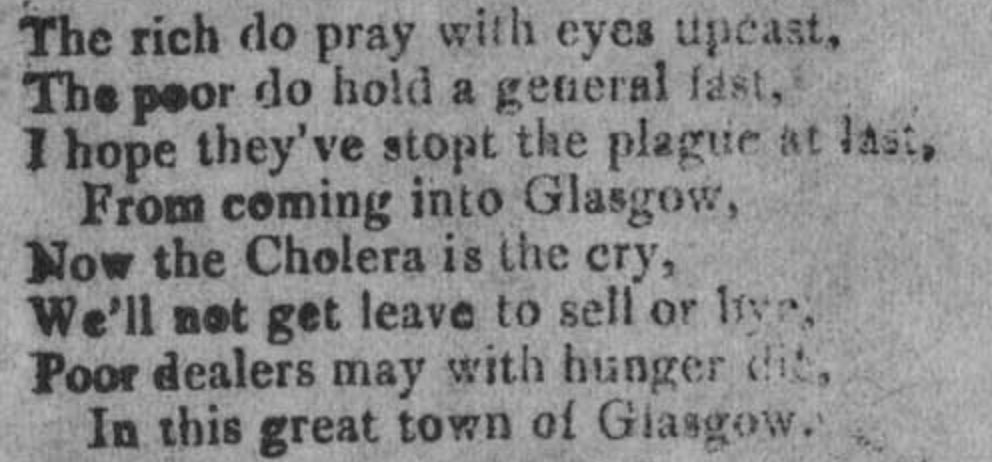 The rich do pray with eyes upcast,
The poor do hold a general fast,
I hope they've stopt the plague at last,
From coming into Glasgow,
Now the Cholera is the cry,
We'll not get leave to sell or
Poor dealers may with hunger die,
In this great town of Glasgow.